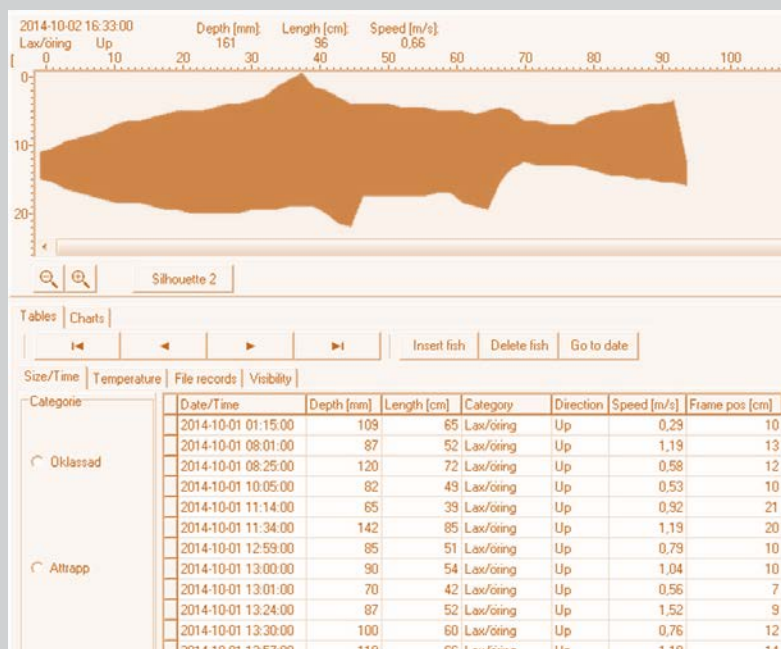 2014-10-02 16:33:00 Depth [mm]: Length [cm]: Speed [m/s]:
Lax/öring Up 161 96 0,66
[ 0 10 20 30 40 50 60 70 80 90 100
0
10
20
Silhouette 2
Tables Charts
Insert fish Delete fish Go to date
Size/Time Temperature File records Visibility
Categorie
Oklassad
Attrapp
Date/Time Depth [mm] Length [cm] Category Direction Speed [m/s] Frame pos [cm]
2014-10-01 01:15:00 109 65 Lax/öring Up 0,29 10
2014-10-01 08:01:00 87 52 Lax/öring Up 1,19 13
2014-10-01 08:25:00 120 72 Lax/öring Up 0,58 12
2014-10-01 10:05:00 82 49 Lax/öring Up 0,53 10
2014-10-01 11:14:00 65 39 Lax/öring Up 0,92 21
2014-10-01 11:34:00 142 85 Lax/öring Up 1,19 20
2014-10-01 12:59:00 85 51 Lax/öring Up 0,79 10
2014-10-01 13:00:00 90 54 Lax/öring Up 1,04 10
2014-10-01 13:01:00 70 42 Lax/öring Up 0,56 7
2014-10-01 13:24:00 87 52 Lax/öring Up 1,52 9
2014-10-01 13:30:00 100 60 Lax/öring Up 0,76 12